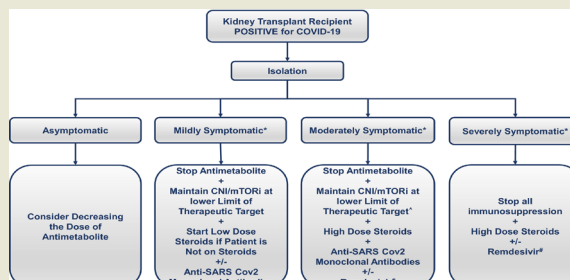 Kidney Transplant Recipient
POSITIVE for COVID-19
Isolation
Asymptomatic
Mildly Symptomatic*
Moderately Symptomatic*
Severely Symptomatic*
Consider Decreasing
the Dose of
Antimetabolite
Stop Antimetabolite
+
Maintain CNI/mTORi at
lower Limit of
Therapeutic Target
+
Start Low Dose
Steroids if Patient is
Not on Steroids
+/-
Anti-SARS Cov2
Stop Antimetabolite
+
Maintain CNI/mTORi at
lower Limit of
Therapeutic Target^
+
High Dose Steroids
+
Anti-SARS Cov2
Monoclonal Antibodies
+/-
Stop all
immunosuppression
+
High Dose Steroids
+/-
Remdesivir#